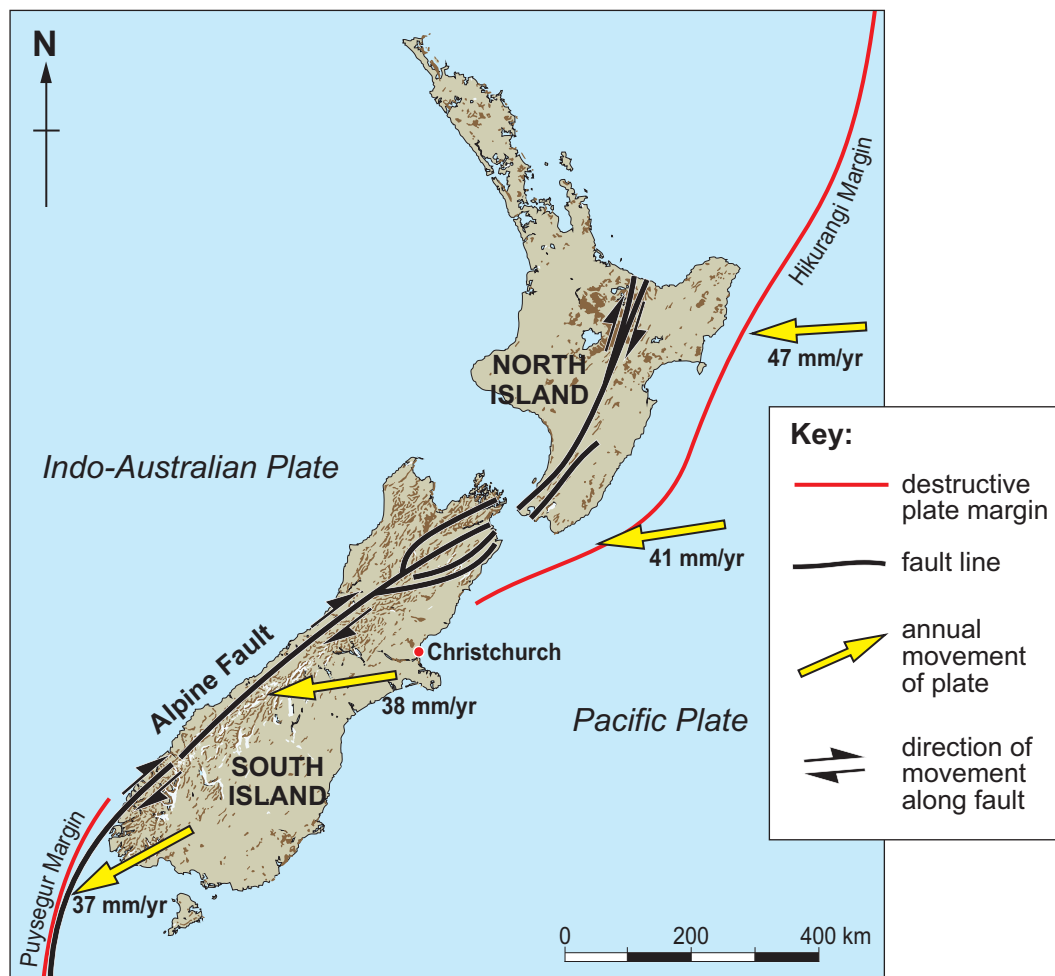 N
Hikurangi Margin
47 mm/yr
NORTH
ISLAND
Indo-Australian Plate
41 mm/yr
Christchurch
Alpine Fault
38 mm/yr
Pacific Plate
SOUTH
ISLAND
Puysegur Margin
37 mm/yr
0 200 400 km
Key:
destructive
plate margin
fault line
annual
movement
of plate
direction of
movement
along fault